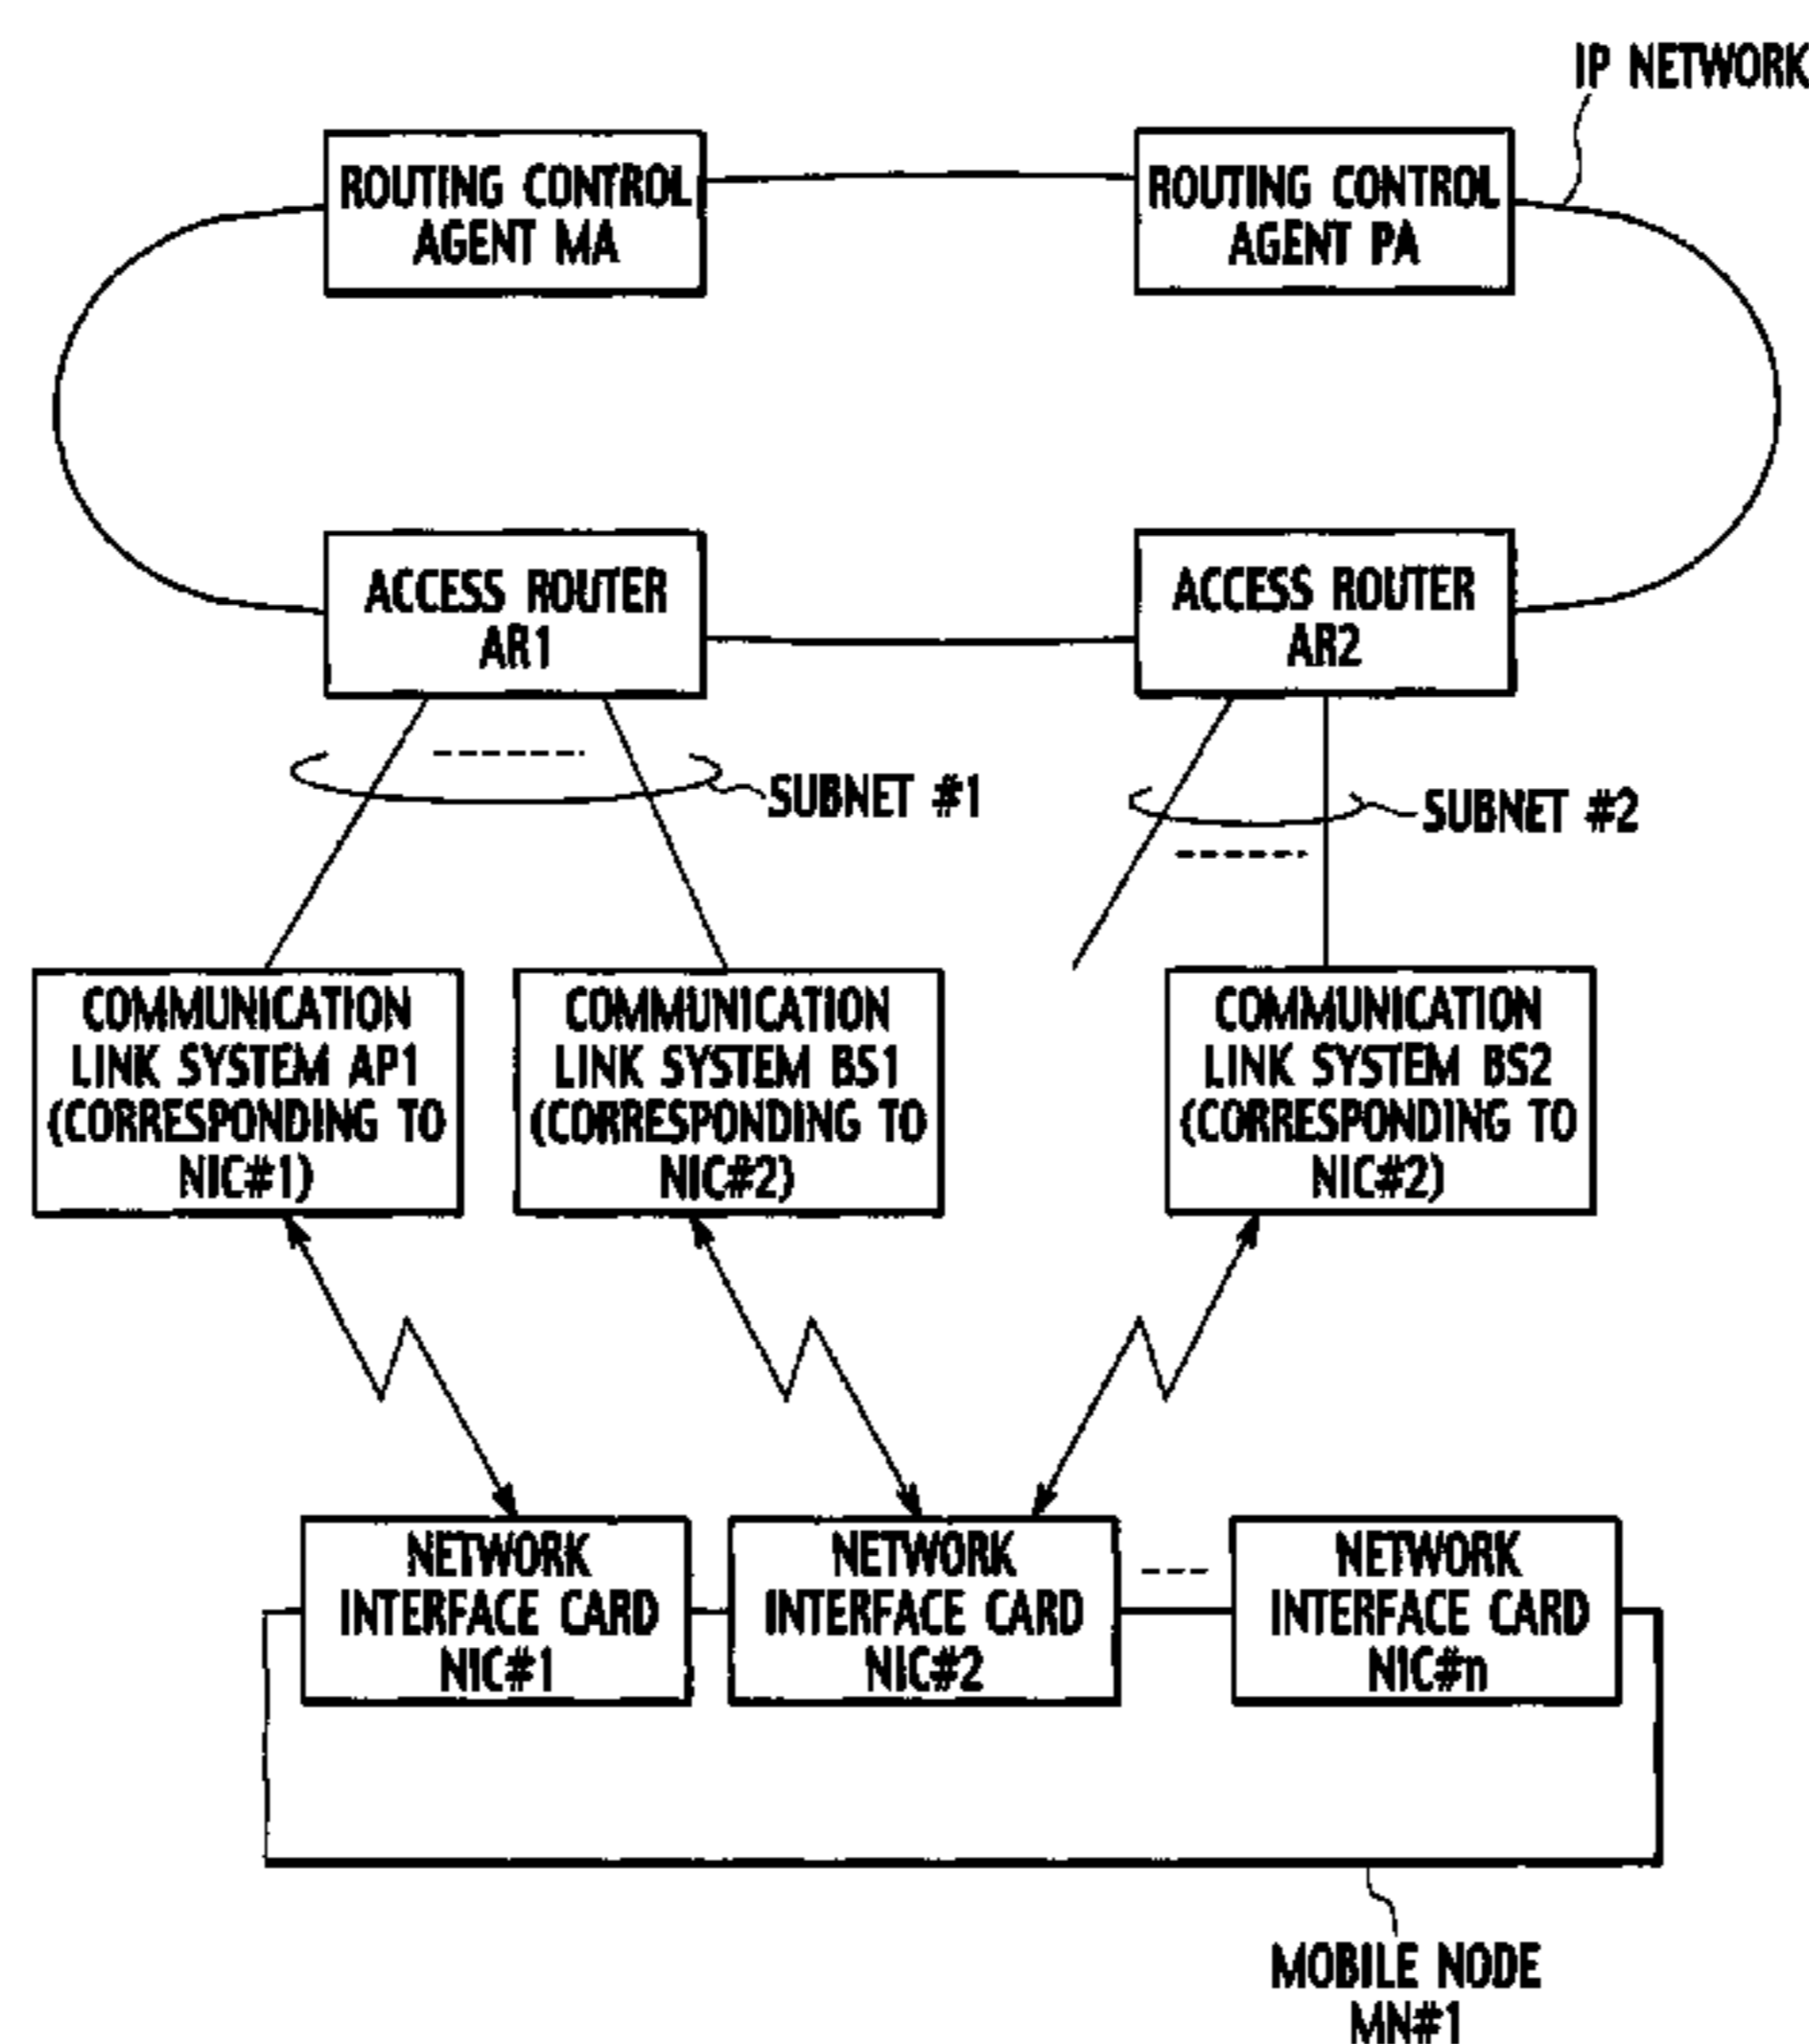 IP NETWORK
ROUTING CONTROL
AGENT MA
ROUTING CONTROL
AGENT PA
ACCESS ROUTER
AR1
ACCESS ROUTER
AR2
SUBNET #1
SUBNET #2
COMMUNICATION
LINK SYSTEM AP1
(CORRESPONDING TO
NIC#1)
COMMUNICATION
LINK SYSTEM BS1
(CORRESPONDING TO
NIC#2)
COMMUNICATION
LINK SYSTEM BS2
(CORRESPONDING TO
NIC#2)
NETWORK
INTERFACE CARD
NIC#1
NETWORK
INTERFACE CARD
NIC#2
NETWORK
INTERFACE CARD
NIC#n
MOBILE NODE
MN#1